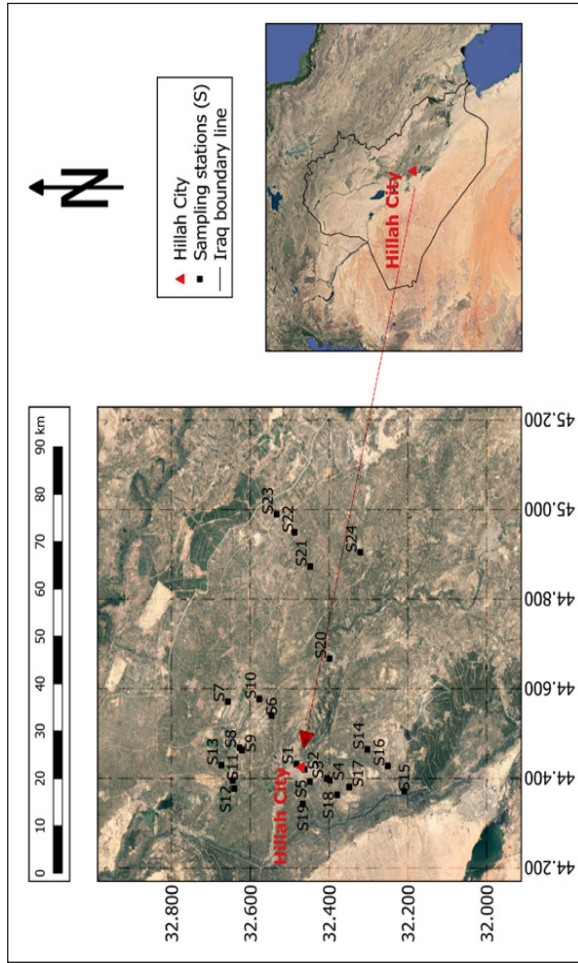 N
Hillah City
Sampling stations (S)
Iraq boundary line
Hillah City
0 10 20 30 40 50 60 70 80 90 km
S23
S22
S21
S24
S20
S7
S10
S6
S13
S8
S9
S12
S11
S1
S2
S3
S5
S19
S4
S18
S17
S14
S16
S15
Hillah City
32.800
32.600
32.400
32.200
32.000
44.200
44.400
44.600
44.800
45.000
45.200